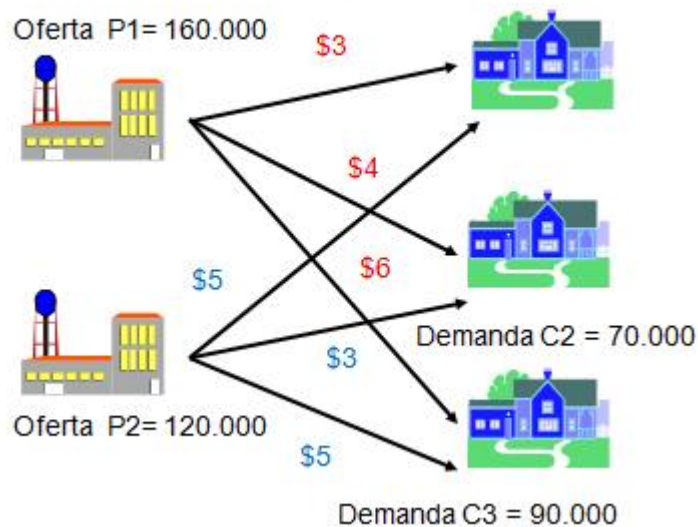 Oferta P1= 160.000
$3
$4
$5
$6
Demanda C2 = 70.000
$3
Oferta P2= 120.000
$5
Demanda C3 = 90.000